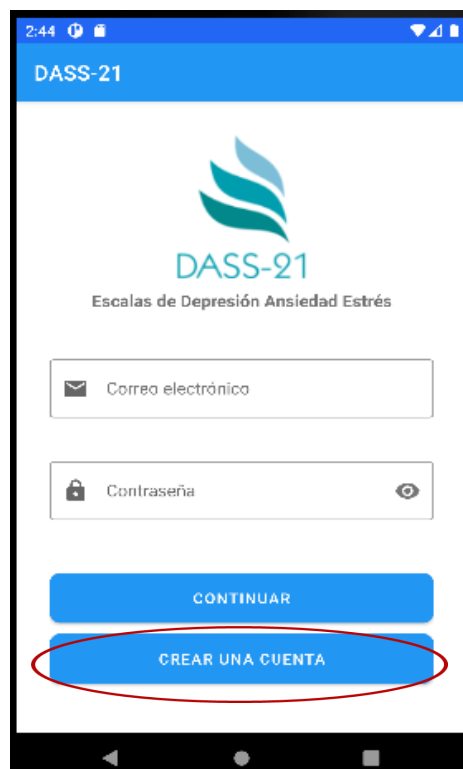 2:44
DASS-21
DASS-21
Escalas de Depresión Ansiedad Estrés
Correo electrónico
Contraseña
CONTINUAR
CREAR UNA CUENTA